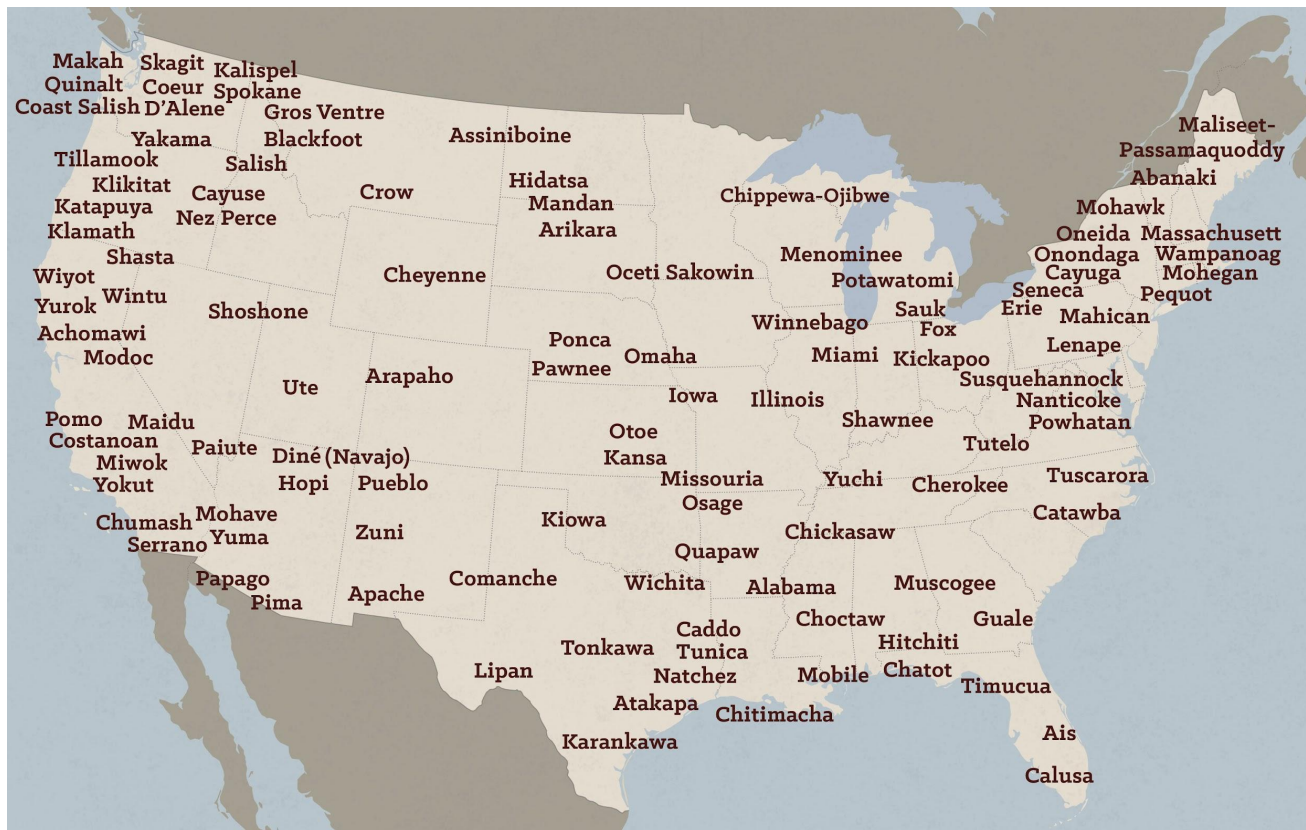 Makah
Quinalt
Coast Salish
Skagit
Coeur
D'Alene
Kalispel
Spokane
Gros Ventre
Blackfoot
Yakama
Tillamook
Salish
Klikitat
Cayuse
Katapuya
Nez Perce
Klamath
Shasta
Wiyot
Wintu
Yurok
Achomawi
Modoc
Shoshone
Crow
Cheyenne
Assiniboine
Hidatsa
Mandan
Arikara
Oceti Sakowin
Chippewa-Ojibwe
Menominee
Potawatomi
Winnebago
Sauk
Fox
Miami
Kickapoo
Illinois
Shawnee
Ponca
Pawnee
Omaha
Iowa
Otoe
Kansa
Missouria
Osage
Ute
Arapaho
Pomo
Maidu
Costanoan
Miwok
Yokut
Paiute
Diné (Navajo)
Hopi
Pueblo
Chumash
Mohave
Serrano
Yuma
Zuni
Papago
Pima
Apache
Kiowa
Comanche
Quapaw
Wichita
Tonkawa
Lipan
Caddo
Tunica
Natchez
Atakapa
Karankawa
Chitimacha
Yuchi
Cherokee
Chickasaw
Alabama
Muscogee
Choctaw
Guale
Hitchiti
Mobile
Chatot
Timucua
Ais
Calusa
Maliseet-
Passamaquoddy
Abanaki
Mohawk
Oneida
Massachusett
Onondaga
Wampanoag
Cayuga
Mohegan
Seneca
Pequot
Erie
Mahican
Lenape
Susquehannock
Nanticoke
Powhatan
Tutelo
Tuscarora
Catawba